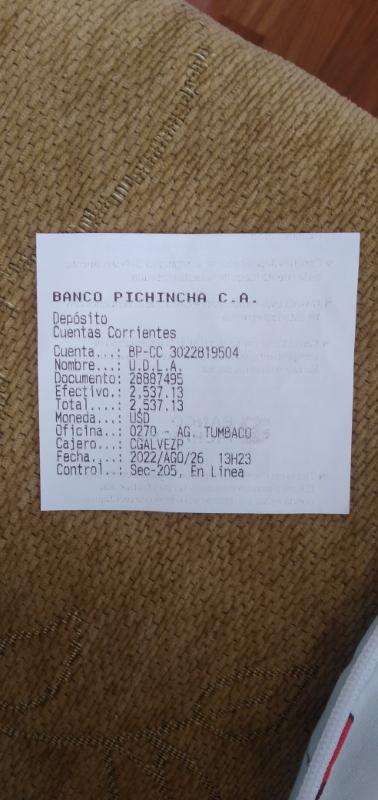 BANCO PICHINCHA C.A.
Depósito
Cuentas Corrientes
Cuenta...: BP-CC 3022819504
Nombre...: U.D.L.A.
Documento: 28887495
Efectivo.: 2,537.13
Total....: 2,537.13
Moneda...: USD
Oficina..: 0270 - AG. TUMBACO
Cajero...: CGALVEZP
Fecha....: 2022/AGO/26 13H23
Control..: Sec-205, En Línea